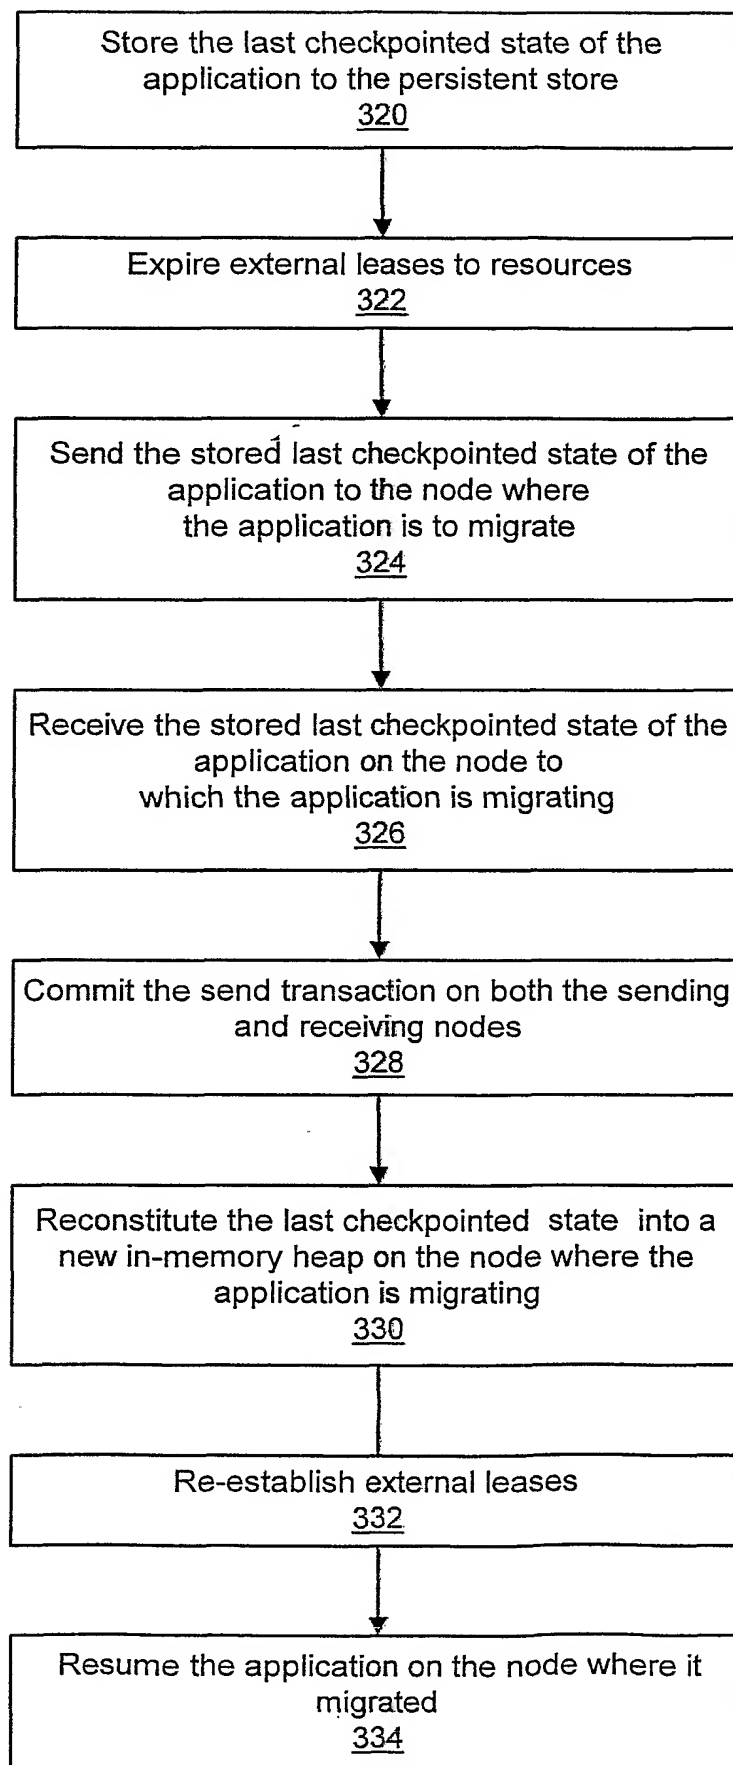 Store the last checkpointed state of the
application to the persistent store
320
Expire external leases to resources
322
Send the stored last checkpointed state of the
application to the node where
the application is to migrate
324
Receive the stored last checkpointed state of the
application on the node to
which the application is migrating
326
Commit the send transaction on both the sending
and receiving nodes
328
Reconstitute the last checkpointed state into a
new in-memory heap on the node where the
application is migrating
330
Re-establish external leases
332
Resume the application on the node where it
migrated
334